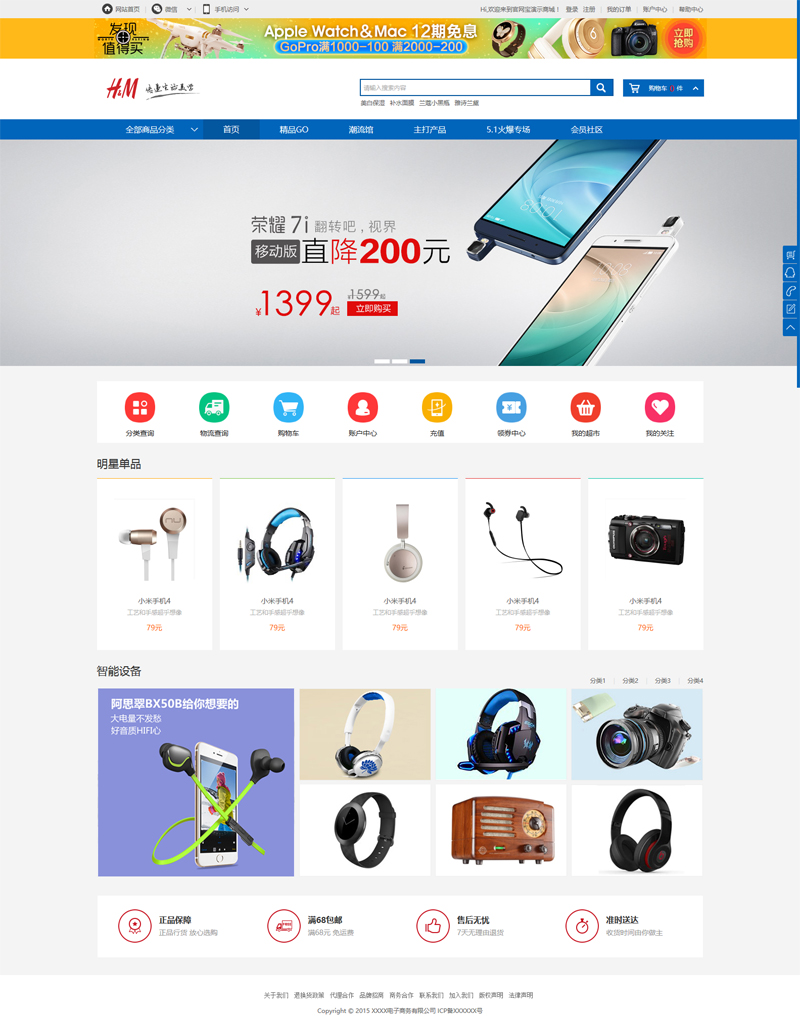 网站首页 微信 手机访问 Hi,欢迎来到官网宝演示商城！ 登录 注册 我的订单 账户中心 帮助中心
发现
值得买
Apple Watch＆Mac 12期免息
GoPro满1000-100 满2000-200
立即
抢购
H&M
请输入搜索内容
购物车 件
美白保湿 补水面膜 兰蔻小黑瓶 雅诗兰黛
全部商品分类 首页 精品GO 潮流馆 主打产品 5.1火爆专场 会员社区
荣耀 7i 翻转吧，视界
移动版 直降200元
¥1399起 ¥1599起
立即购买
分类查询 物流查询 购物车 账户中心 充值 领券中心 我的超市 我的关注
明星单品
小米手机4 小米手机4 小米手机4 小米手机4 小米手机4
工艺和手感超乎想像 工艺和手感超乎想像 工艺和手感超乎想像 工艺和手感超乎想像 工艺和手感超乎想像
79元 79元 79元 79元 79元
智能设备
分类1 分类2 分类3 分类4
阿思翠BX50B给你想要的
大电量不发愁
好音质HIFI心
正品保障 满68包邮 售后无忧 准时送达
正品行货 放心选购 满68元 免运费 7天无理由退货 收货时间由你做主
关于我们 退换货政策 代理合作 品牌招商 商务合作 联系我们 加入我们 版权声明 法律声明
Copyright © 2015 XXXX电子商务有限公司 ICP备XXXXXX号